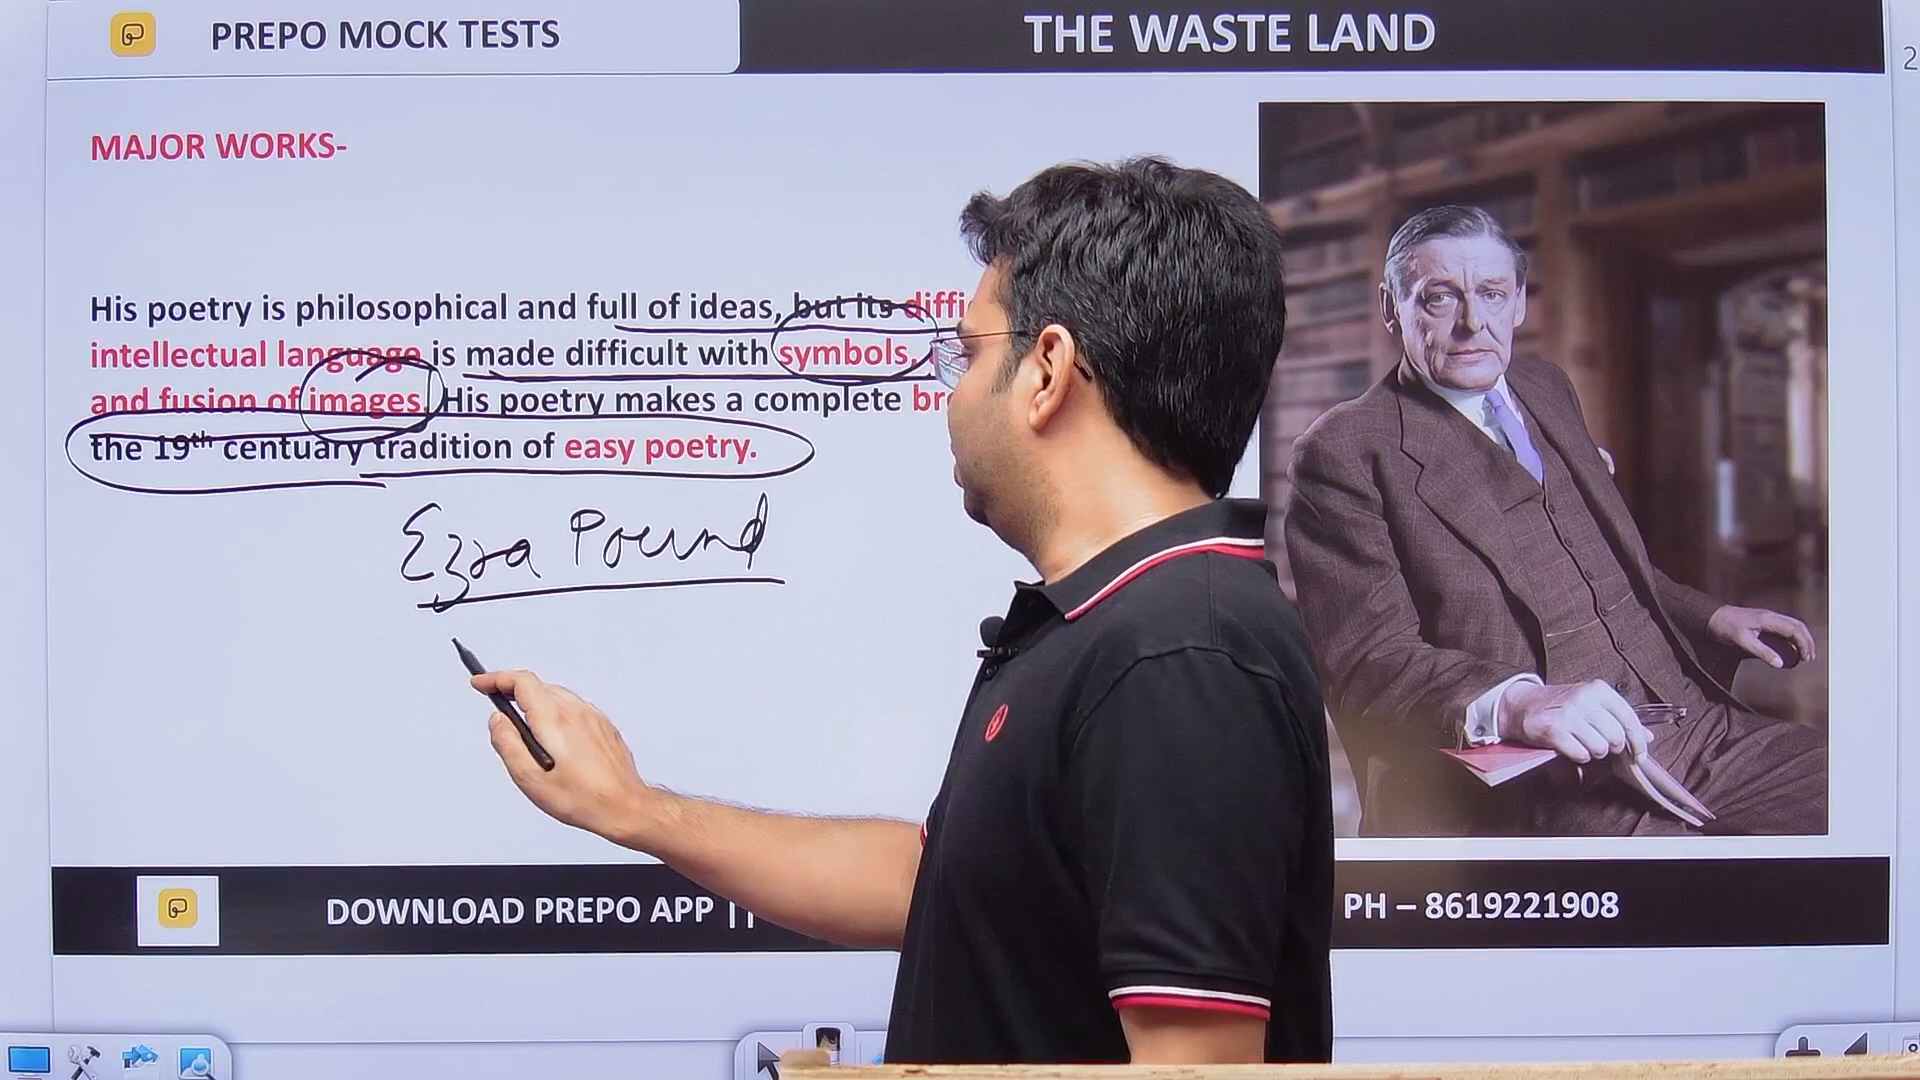 PREPO MOCK TESTS
THE WASTE LAND
2
MAJOR WORKS-
His poetry is philosophical and full of ideas, but its
intellectual language is made difficult with symbols,
and fusion of images. His poetry makes a complete
the 19th centuary tradition of easy poetry.
Ezra Pound
DOWNLOAD PREPO APP ||
PH – 8619221908